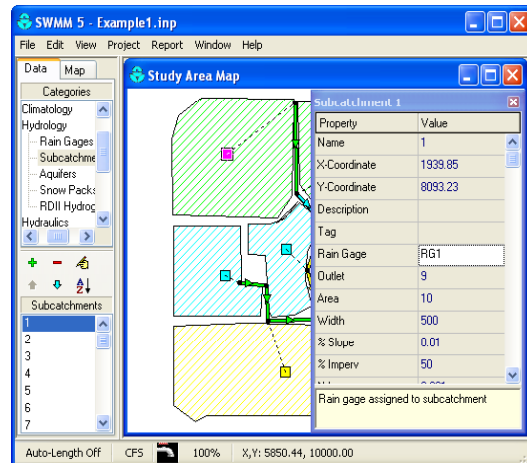 SWMM 5 - Example1.inp
File Edit View Project Report Window Help
Data Map
Categories
Climatology
Hydrology
Rain Gages
Subcatchme
Aquifers
Snow Packs
RDII Hydrog
Hydraulics
Subcatchments
1
2
3
4
5
6
7
Study Area Map
Subcatchment 1
Property Value
Name 1
X-Coordinate 1939.85
Y-Coordinate 8093.23
Description
Tag
Rain Gage RG1
Outlet 9
Area 10
Width 500
% Slope 0.01
% Imperv 50
Rain gage assigned to subcatchment
Auto-Length Off CFS 100% X,Y: 5850.44, 10000.00